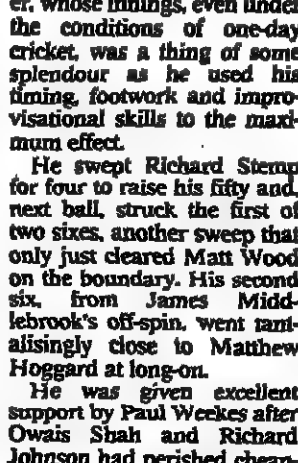 er, whose innings, even under
the conditions of one-day
cricket, was a thing of some
splendour as he used his
timing, footwork and impro-
visational skills to the maxi-
mum effect.
He swept Richard Stemp
for four to raise his fifty and,
next ball, struck the first of
two sixes, another sweep that
only just cleared Matt Wood
on the boundary. His second
six, from James Midd-
lebrook's off-spin, went tant-
alisingly close to Matthew
Hoggard at long-on.
He was given excellent
support by Paul Weekes after
Owais Shah and Richard
Johnson had perished cheap-